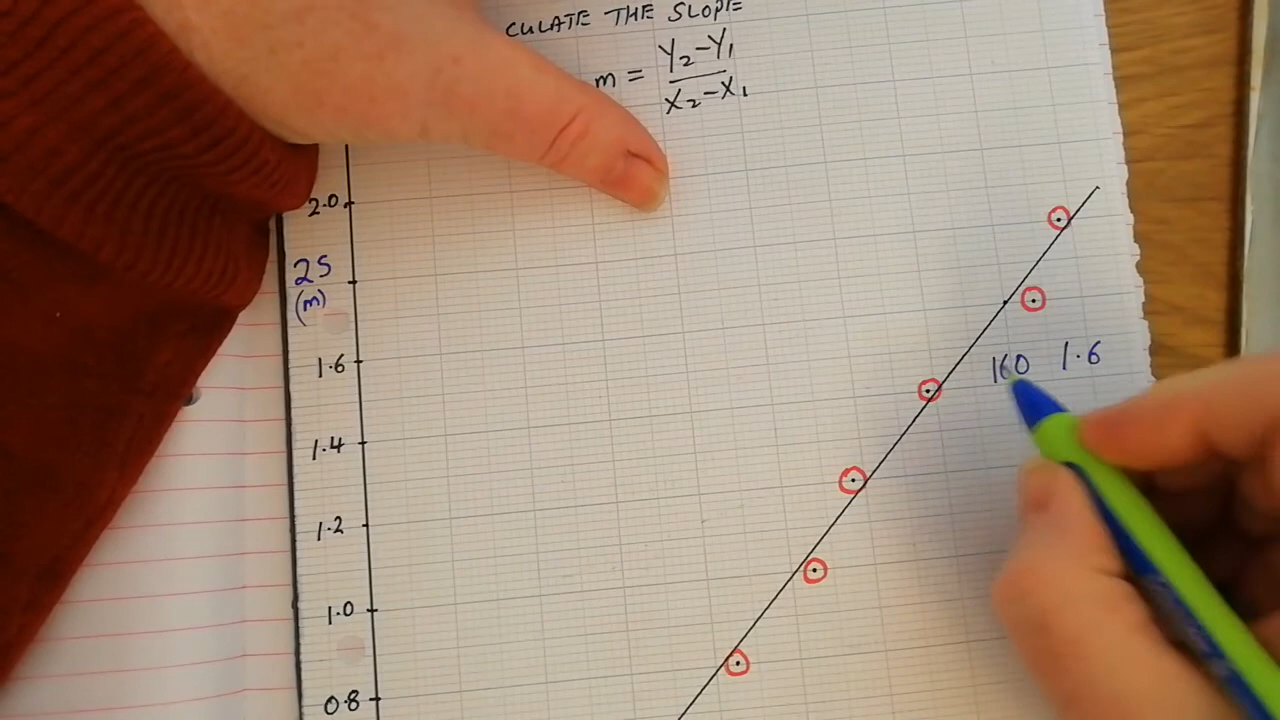 CULATE THE SLOPE
m = Y₂-Y₁
X₂-X₁
2.0
2S
(m)
1.6
1.4
1.2
1.0
0.8
160 1.6